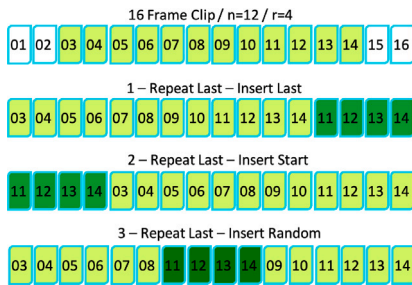 16 Frame Clip / n=12 / r=4
01 02 03 04 05 06 07 08 09 10 11 12 13 14 15 16
1 – Repeat Last – Insert Last
03 04 05 06 07 08 09 10 11 12 13 14 11 12 13 14
2 – Repeat Last – Insert Start
11 12 13 14 03 04 05 06 07 08 09 10 11 12 13 14
3 – Repeat Last – Insert Random
03 04 05 06 07 08 11 12 13 14 09 10 11 12 13 14